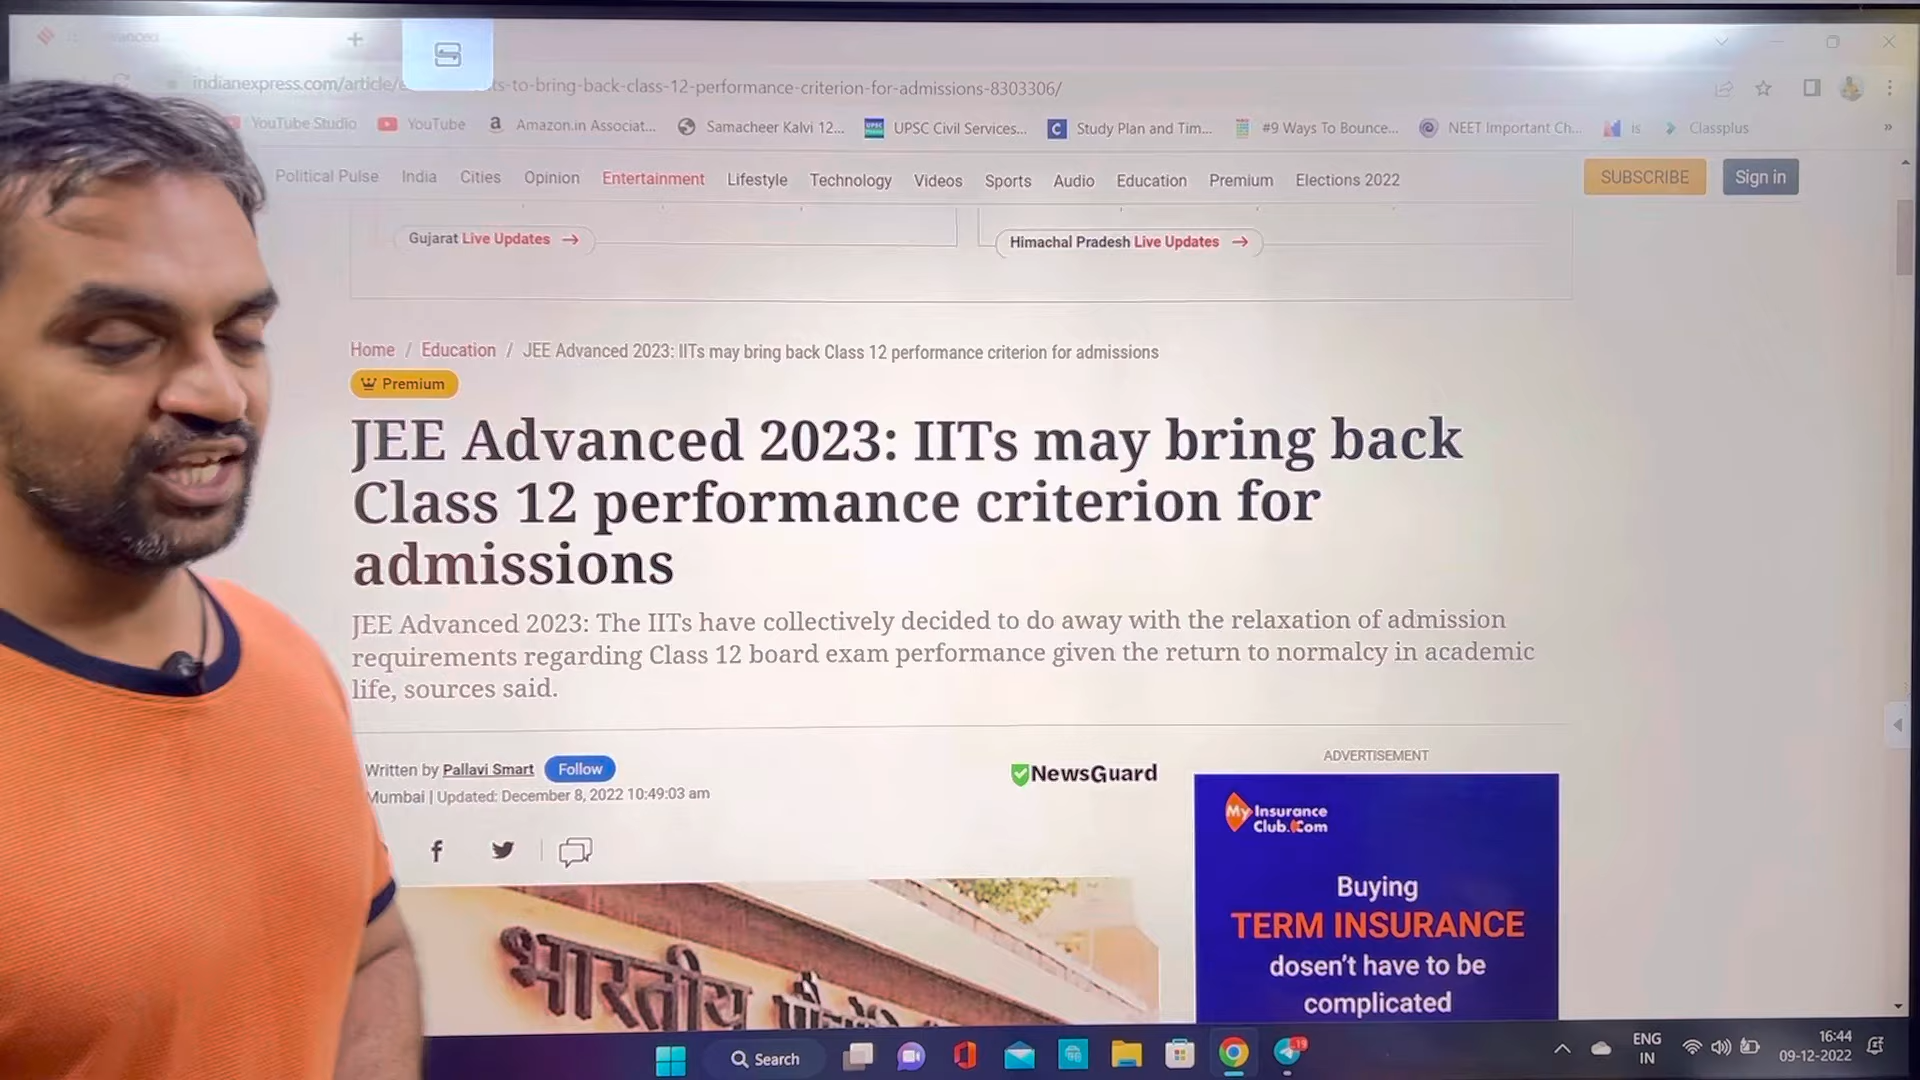 indianexpress.com/article/e
ts-to-bring-back-class-12-performance-criterion-for-admissions-8303306/
YouTube Studio
YouTube
Amazon.in Associat...
Samacheer Kalvi 12...
UPSC Civil Services...
Study Plan and Tim...
#9 Ways To Bounce...
NEET Important Ch...
is
Classplus
»
Political Pulse
India
Cities
Opinion
Entertainment
Lifestyle
Technology
Videos
Sports
Audio
Education
Premium
Elections 2022
SUBSCRIBE
Sign in
Gujarat Live Updates →
Himachal Pradesh Live Updates →
Home / Education / JEE Advanced 2023: IITs may bring back Class 12 performance criterion for admissions
Premium
JEE Advanced 2023: IITs may bring back
Class 12 performance criterion for
admissions
JEE Advanced 2023: The IITs have collectively decided to do away with the relaxation of admission
requirements regarding Class 12 board exam performance given the return to normalcy in academic
life, sources said.
Written by Pallavi Smart
Follow
Mumbai | Updated: December 8, 2022 10:49:03 am
NewsGuard
ADVERTISEMENT
My Insurance
Club.Com
Buying
TERM INSURANCE
dosen't have to be
complicated
भारतीय
Search
19
ENG
IN
16:44
09-12-2022